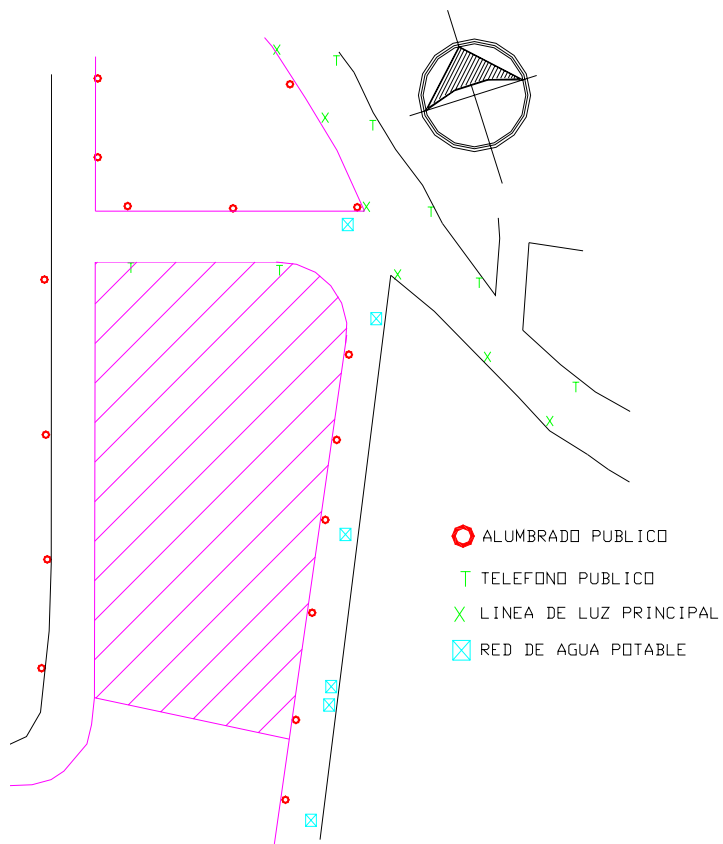 ALUMBRADO PUBLICO
TELEFONO PUBLICO
LINEA DE LUZ PRINCIPAL
RED DE AGUA POTABLE